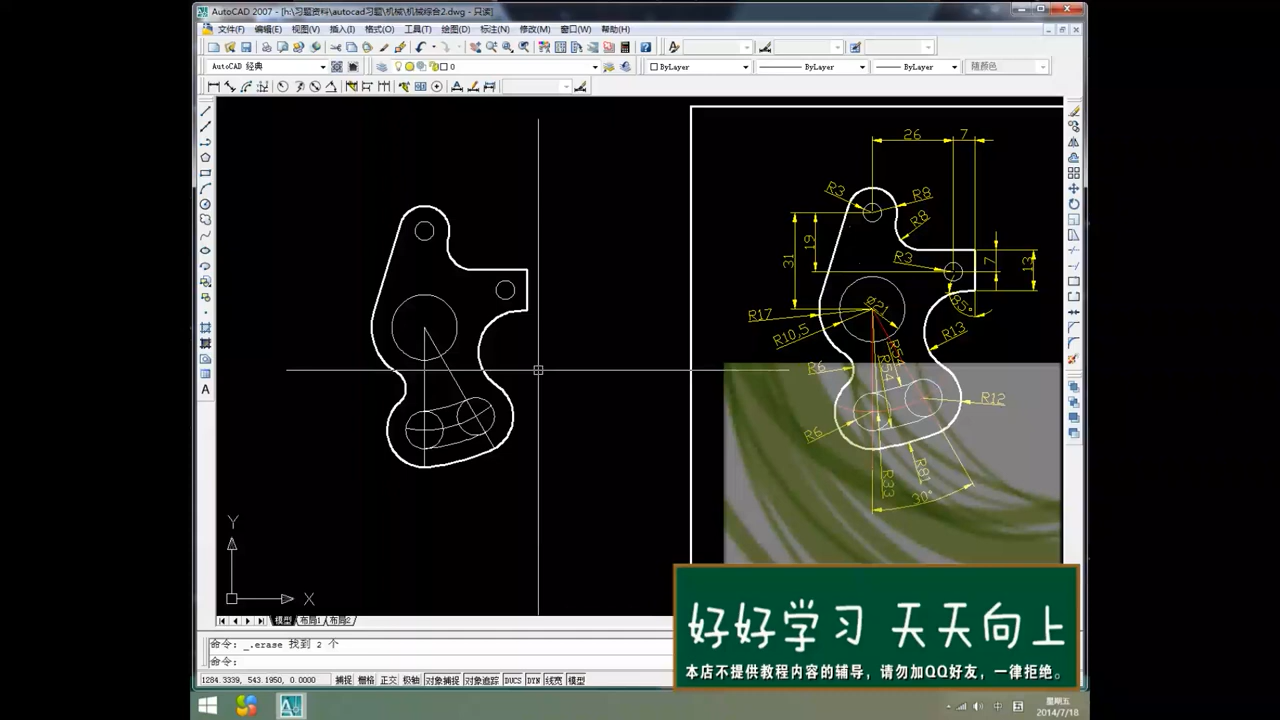 AutoCAD 2007 - [h:\习题资料\autocad习题\机械\机械综合2.dwg - 只读]
文件(F) 编辑(E) 视图(V) 插入(I) 格式(O) 工具(T) 绘图(D) 标注(N) 修改(M) 窗口(W) 帮助(H)
AutoCAD 经典
0
ByLayer
ByLayer
ByLayer
随颜色
26
7
R3
R8
R8
19
31
R3
7
13
85°
Ø21
R17
R10,5
R13
R54
R54
R6
R12
R6
R81
R33
30°
Y
X
模型 布局1 布局2
命令: _.erase 找到 2 个
命令:
1284.3339, 543.1950, 0.0000 捕捉 栅格 正交 极轴 对象捕捉 对象追踪 DUCS DYN 线宽 模型
好好学习 天天向上
本店不提供教程内容的辅导，请勿加QQ好友，一律拒绝。
中 五
星期五
2014/7/18